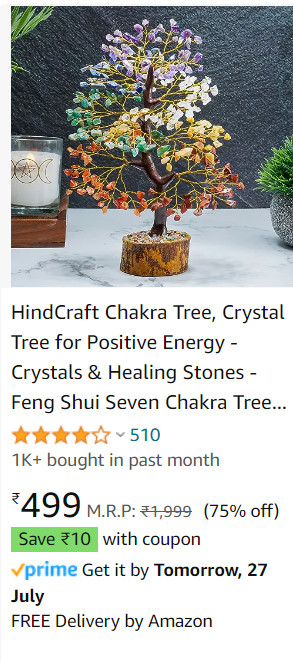 HindCraft Chakra Tree, Crystal
Tree for Positive Energy -
Crystals & Healing Stones -
Feng Shui Seven Chakra Tree...
510
1K+ bought in past month
₹499 M.R.P: ₹1,999 (75% off)
Save ₹10 with coupon
prime Get it by Tomorrow, 27
July
FREE Delivery by Amazon